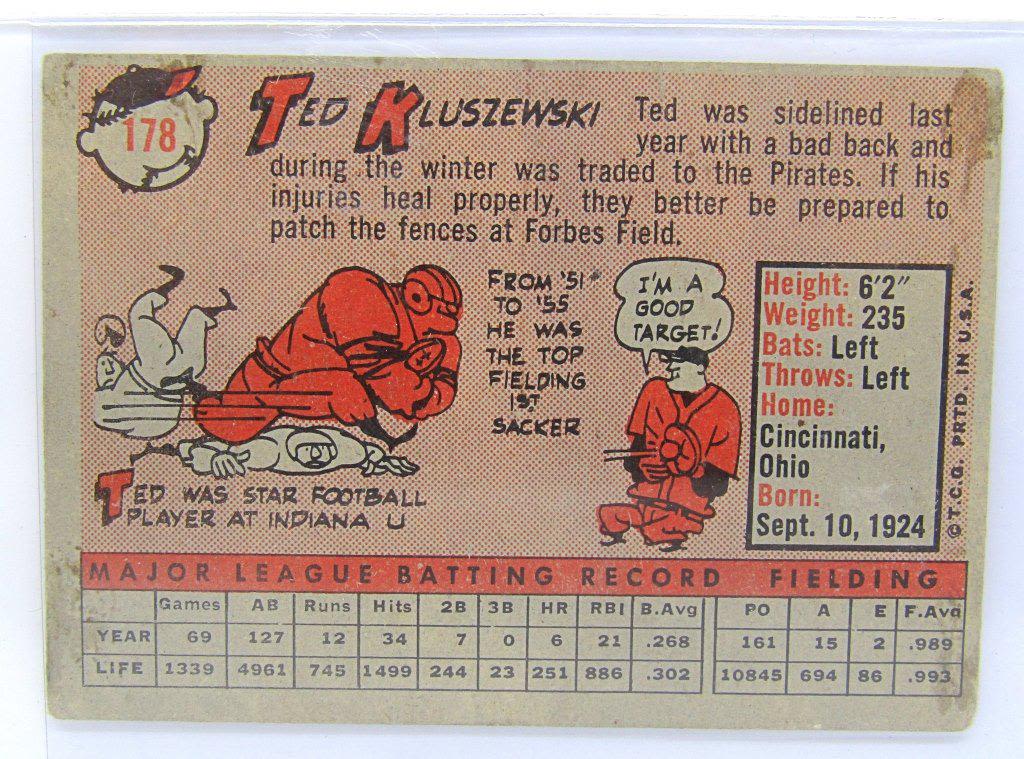 178
TED KLUSZEWSKI
Ted was sidelined last
year with a bad back and
during the winter was traded to the Pirates. If his
injuries heal properly, they better be prepared to
patch the fences at Forbes Field.
FROM '51
TO '55
HE WAS
THE TOP
FIELDING
1ST
SACKER
I'M A
GOOD
TARGET!
TED WAS STAR FOOTBALL
PLAYER AT INDIANA U
Height: 6'2"
Weight: 235
Bats: Left
Throws: Left
Home:
Cincinnati,
Ohio
Born:
Sept. 10, 1924
© T.C.G. PRTD. IN U.S.A.
MAJOR LEAGUE BATTING RECORD FIELDING
Games AB Runs Hits 2B 3B HR RBI B.Avg PO A E F.Avg
YEAR 69 127 12 34 7 0 6 21 .268 161 15 2 .989
LIFE 1339 4961 745 1499 244 23 251 886 .302 10845 694 86 .993